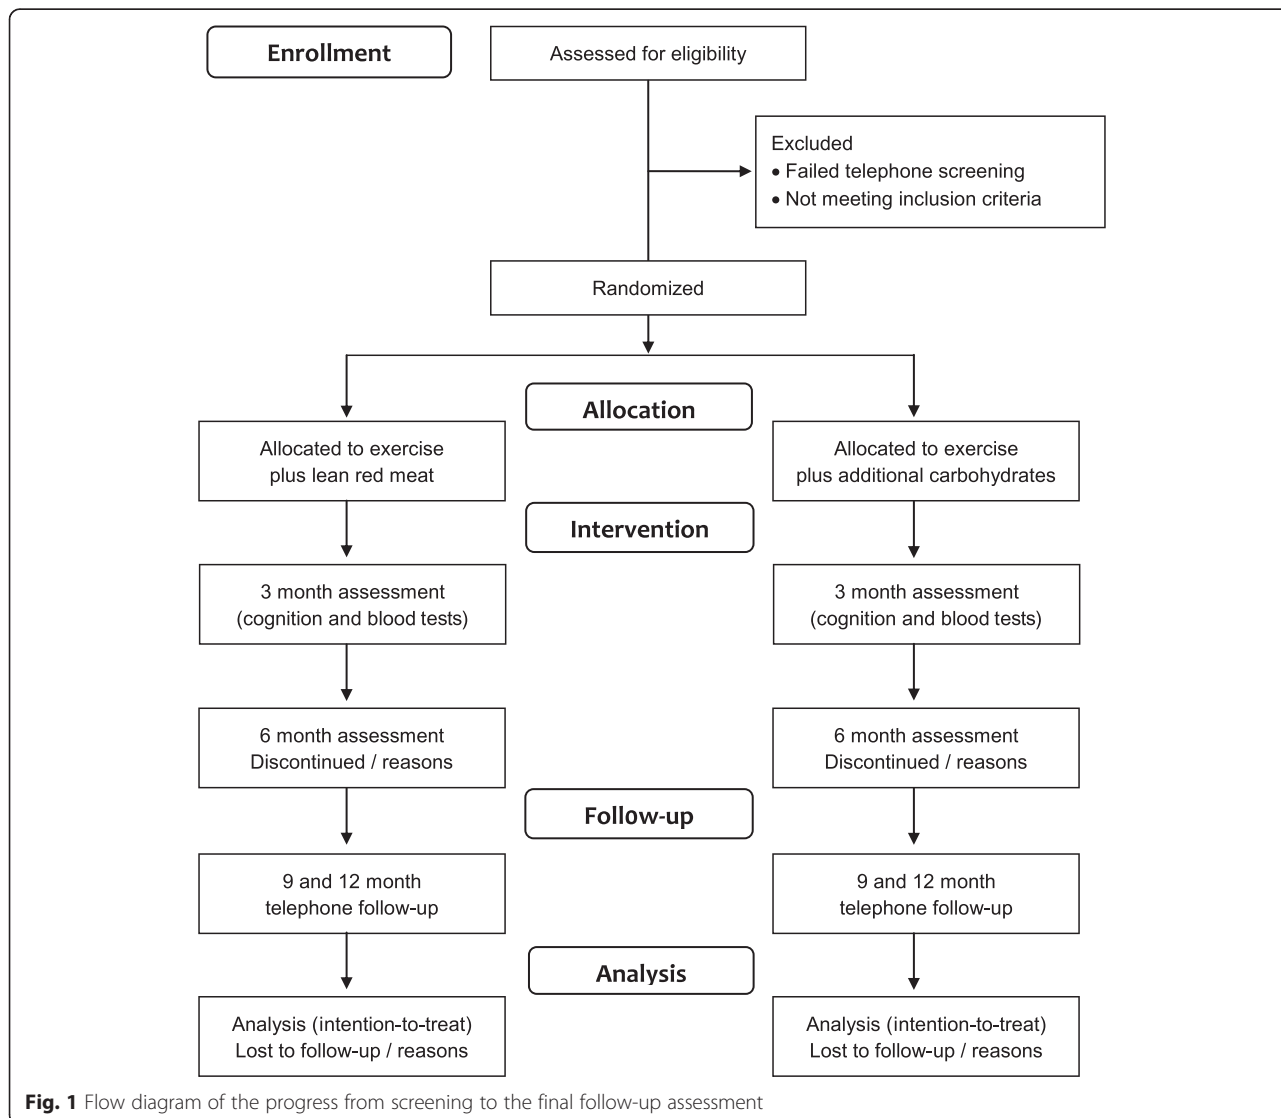 Enrollment
Assessed for eligibility
Excluded
• Failed telephone screening
• Not meeting inclusion criteria
Randomized
Allocation
Allocated to exercise
plus lean red meat
Allocated to exercise
plus additional carbohydrates
Intervention
3 month assessment
(cognition and blood tests)
3 month assessment
(cognition and blood tests)
6 month assessment
Discontinued / reasons
6 month assessment
Discontinued / reasons
Foll0w-up
9 and 12 month
telephone follow-up
9 and 12 month
telephone follow-up
Analysis
Analysis (intention-to-treat)
Lost to follow-up / reasons
Analysis (intention-to-treat)
Lost to follow-up / reasons
Fig. 1 Flow diagram of the progress from screening to the final follow-up assessment